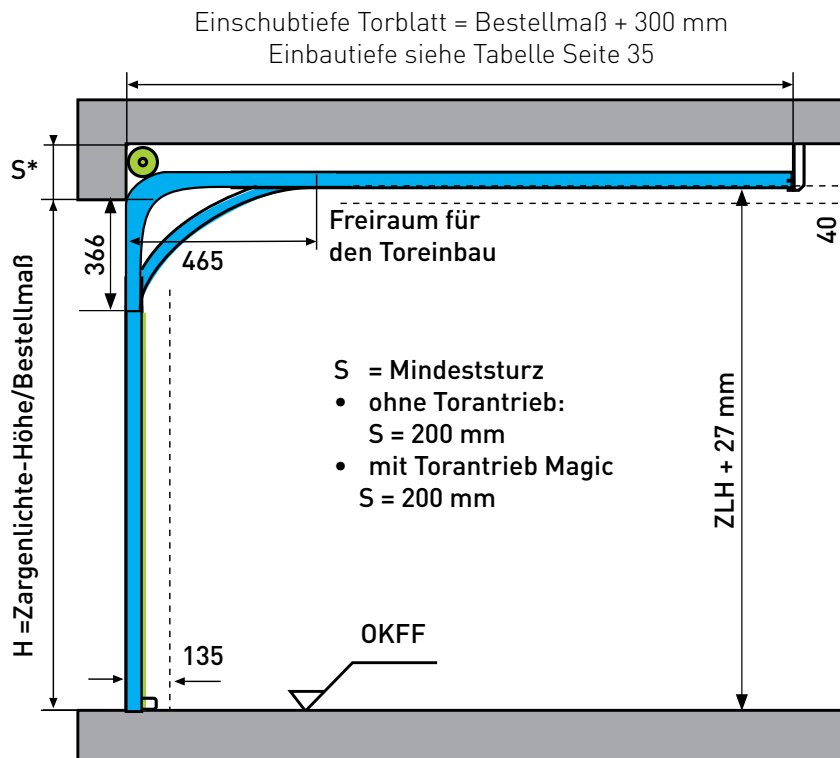 Einschubtiefe Torblatt = Bestellmaß + 300 mm
Einbautiefe siehe Tabelle Seite 35
S*
366
465
Freiraum für
den Toreinbau
40
H =Zargenlichte-Höhe/Bestellmaß
S = Mindeststurz
• ohne Torantrieb:
S = 200 mm
• mit Torantrieb Magic
S = 200 mm
ZLH + 27 mm
OKFF
135